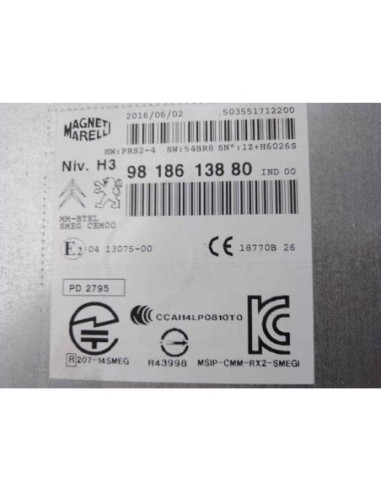 MAGNETI
MARELLI
2016/06/02 503551712200
HW:PRS2-4 SW:54BR8 SN°:1Z+H6026S
Niv. H3 98 186 138 80 IND 00
MM-BTEL
SMEG CEM00
E2 04 13075-00 CE 18770B 26
PD 2795
CCAI14LP0810T0
R 207-14SMEG R43998 MSIP-CMM-RX2-SMEGI